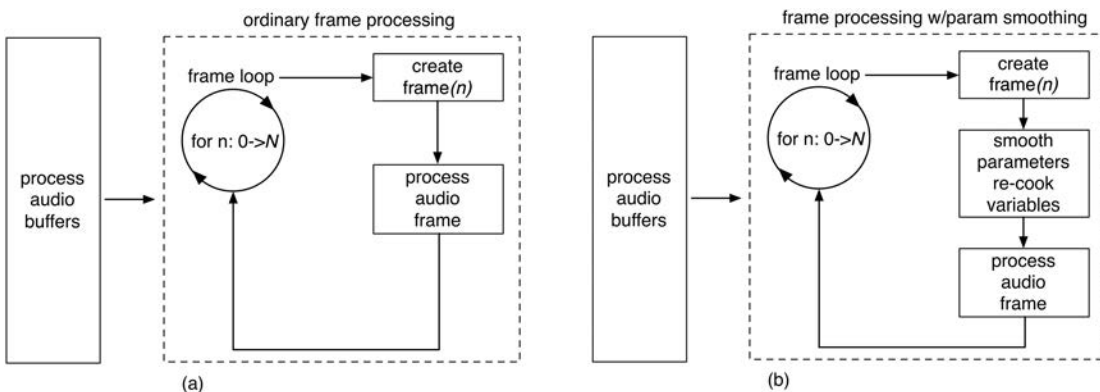 ordinary frame processing
process
audio
buffers
frame loop
for n: 0->N
create
frame(n)
process
audio
frame
(a)
frame processing w/param smoothing
process
audio
buffers
frame loop
for n: 0->N
create
frame(n)
smooth
parameters
re-cook
variables
process
audio
frame
(b)